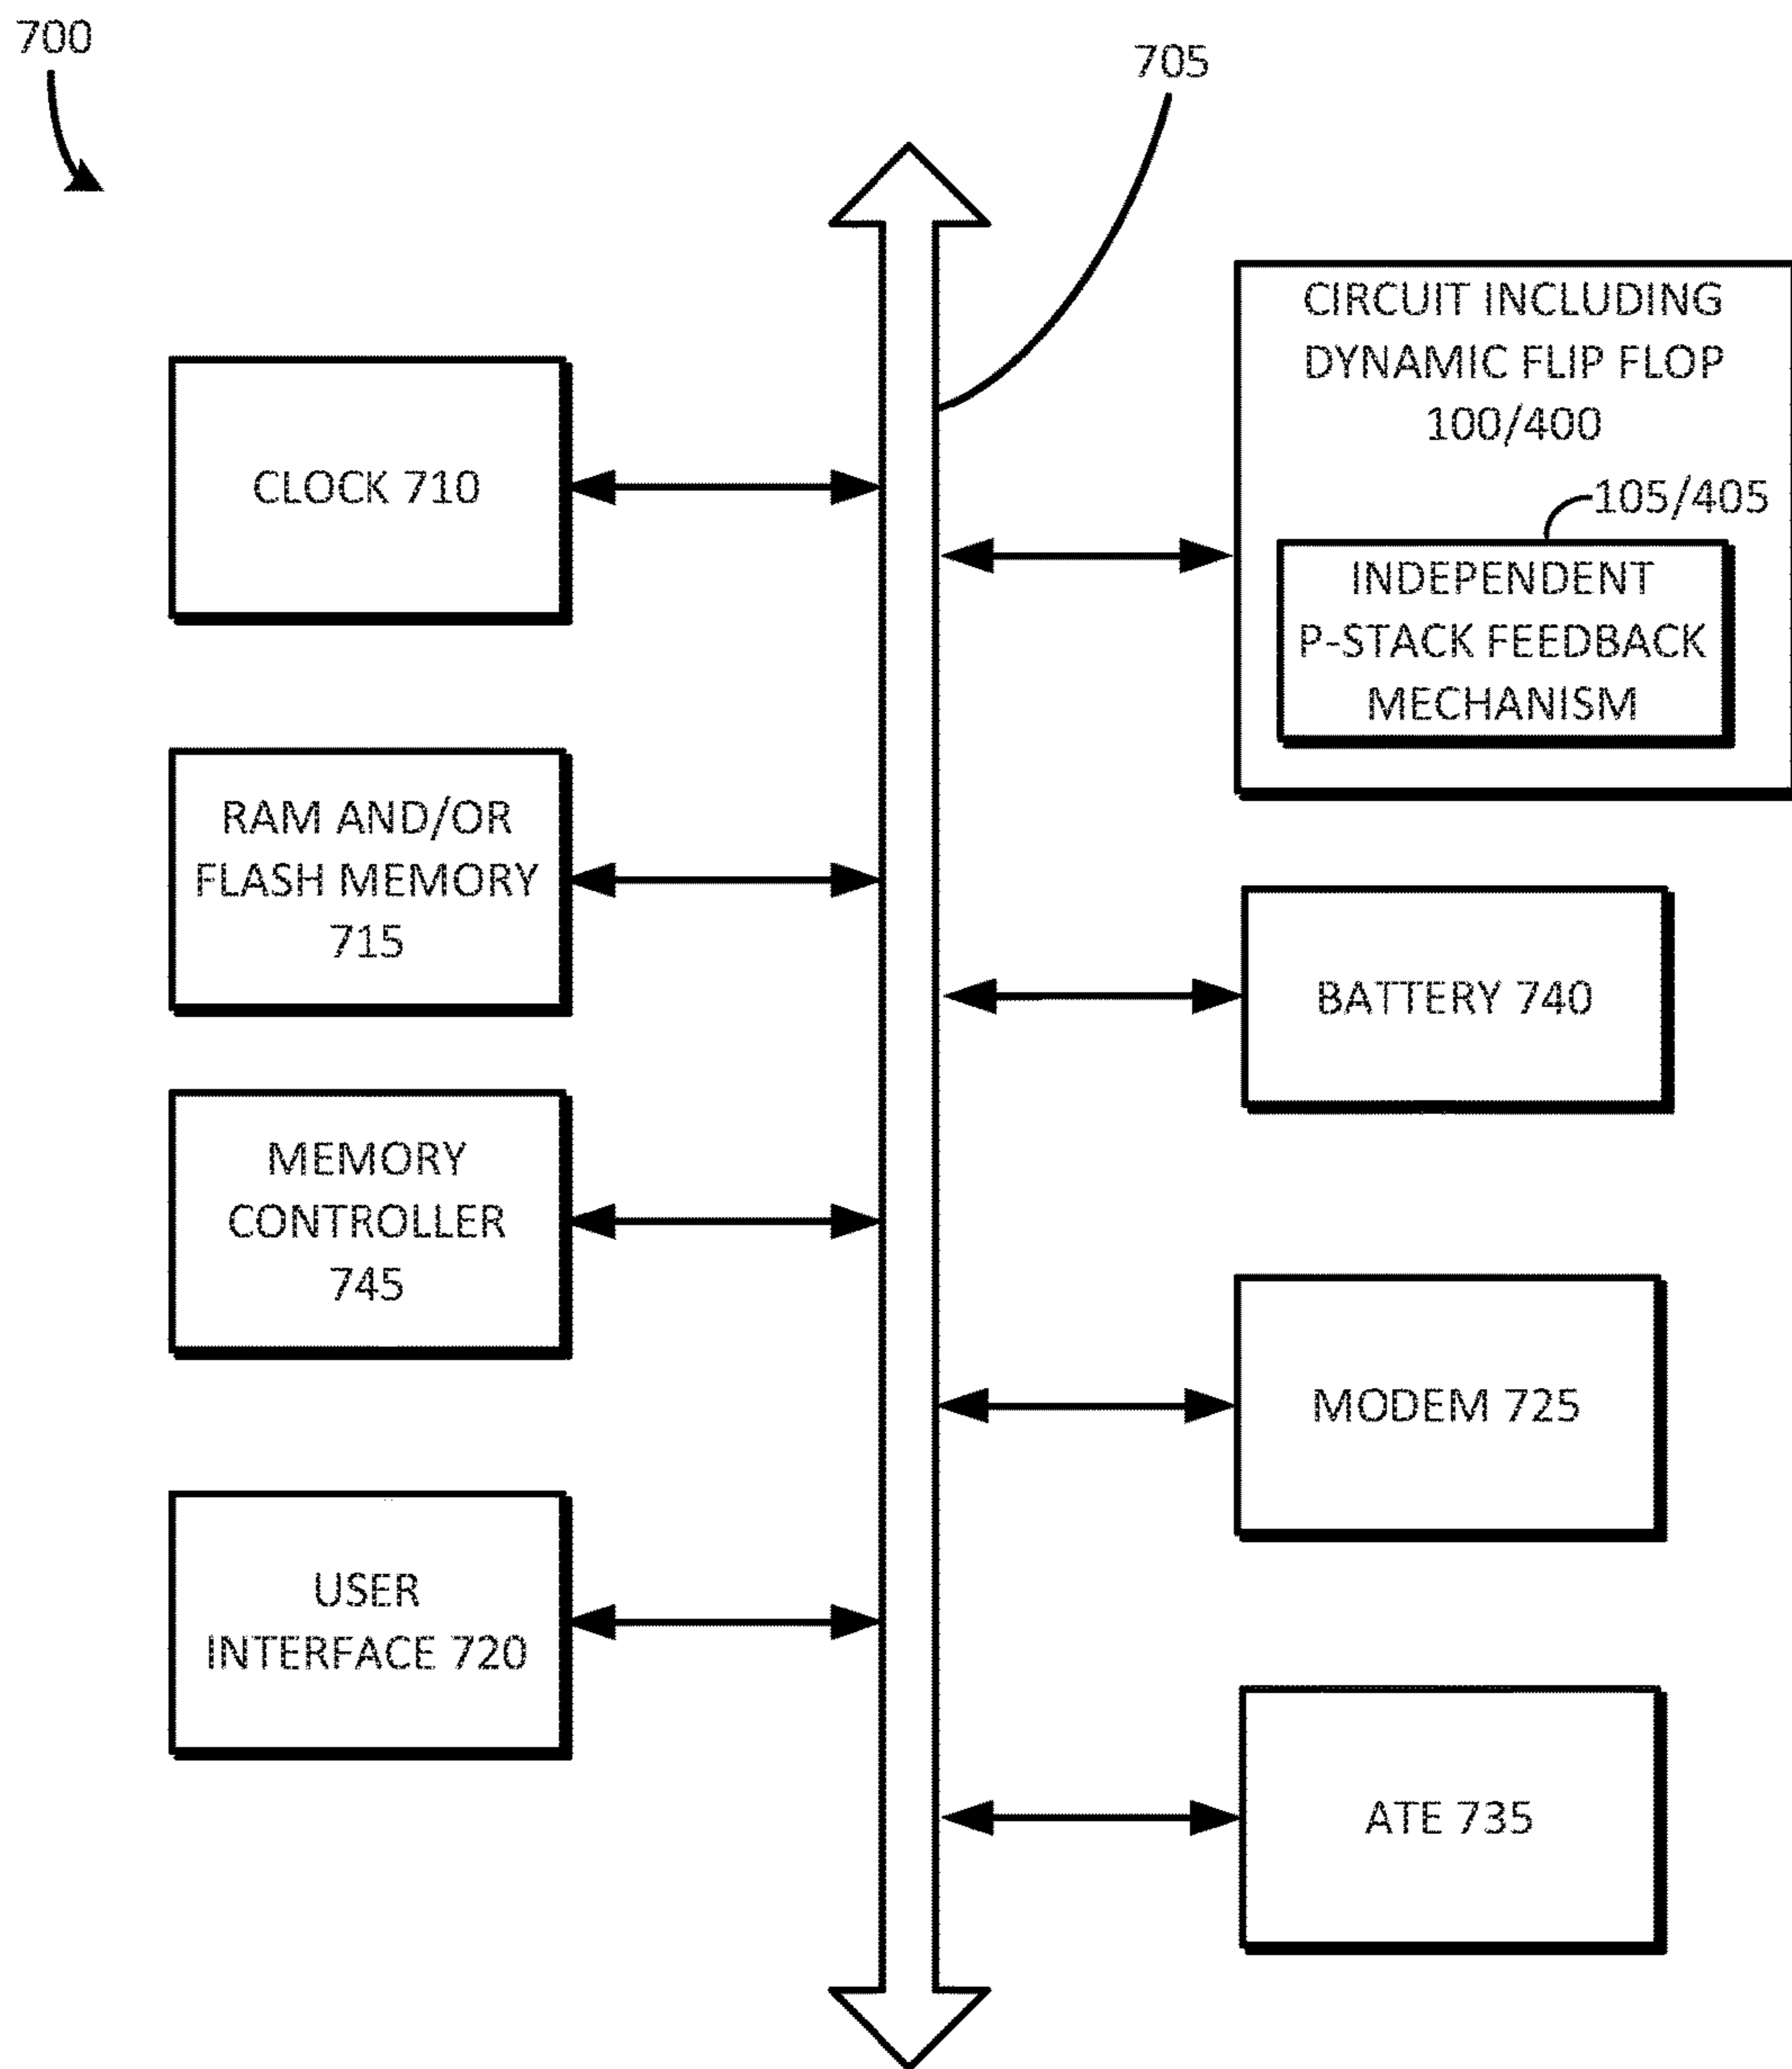 700
705
CLOCK 710
RAM AND/OR
FLASH MEMORY
715
MEMORY
CONTROLLER
745
USER
INTERFACE 720
CIRCUIT INCLUDING
DYNAMIC FLIP FLOP
100/400
105/405
INDEPENDENT
P-STACK FEEDBACK
MECHANISM
BATTERY 740
MODEM 725
ATE 735